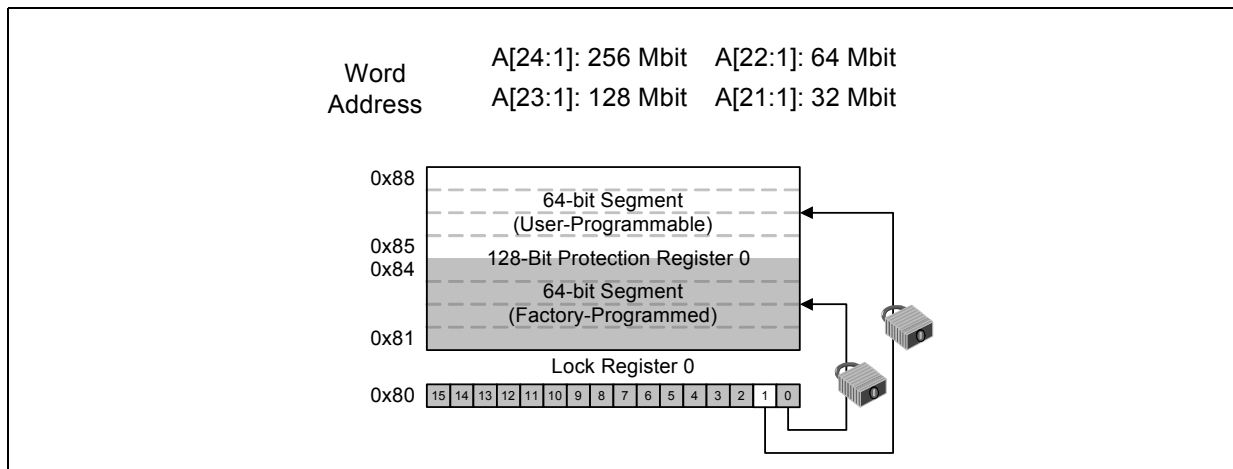 Word
Address
A[24:1]: 256 Mbit A[22:1]: 64 Mbit
A[23:1]: 128 Mbit A[21:1]: 32 Mbit
0x88
64-bit Segment
(User-Programmable)
0x85
128-Bit Protection Register 0
0x84
64-bit Segment
(Factory-Programmed)
0x81
Lock Register 0
0x80 15 14 13 12 11 10 9 8 7 6 5 4 3 2 1 0